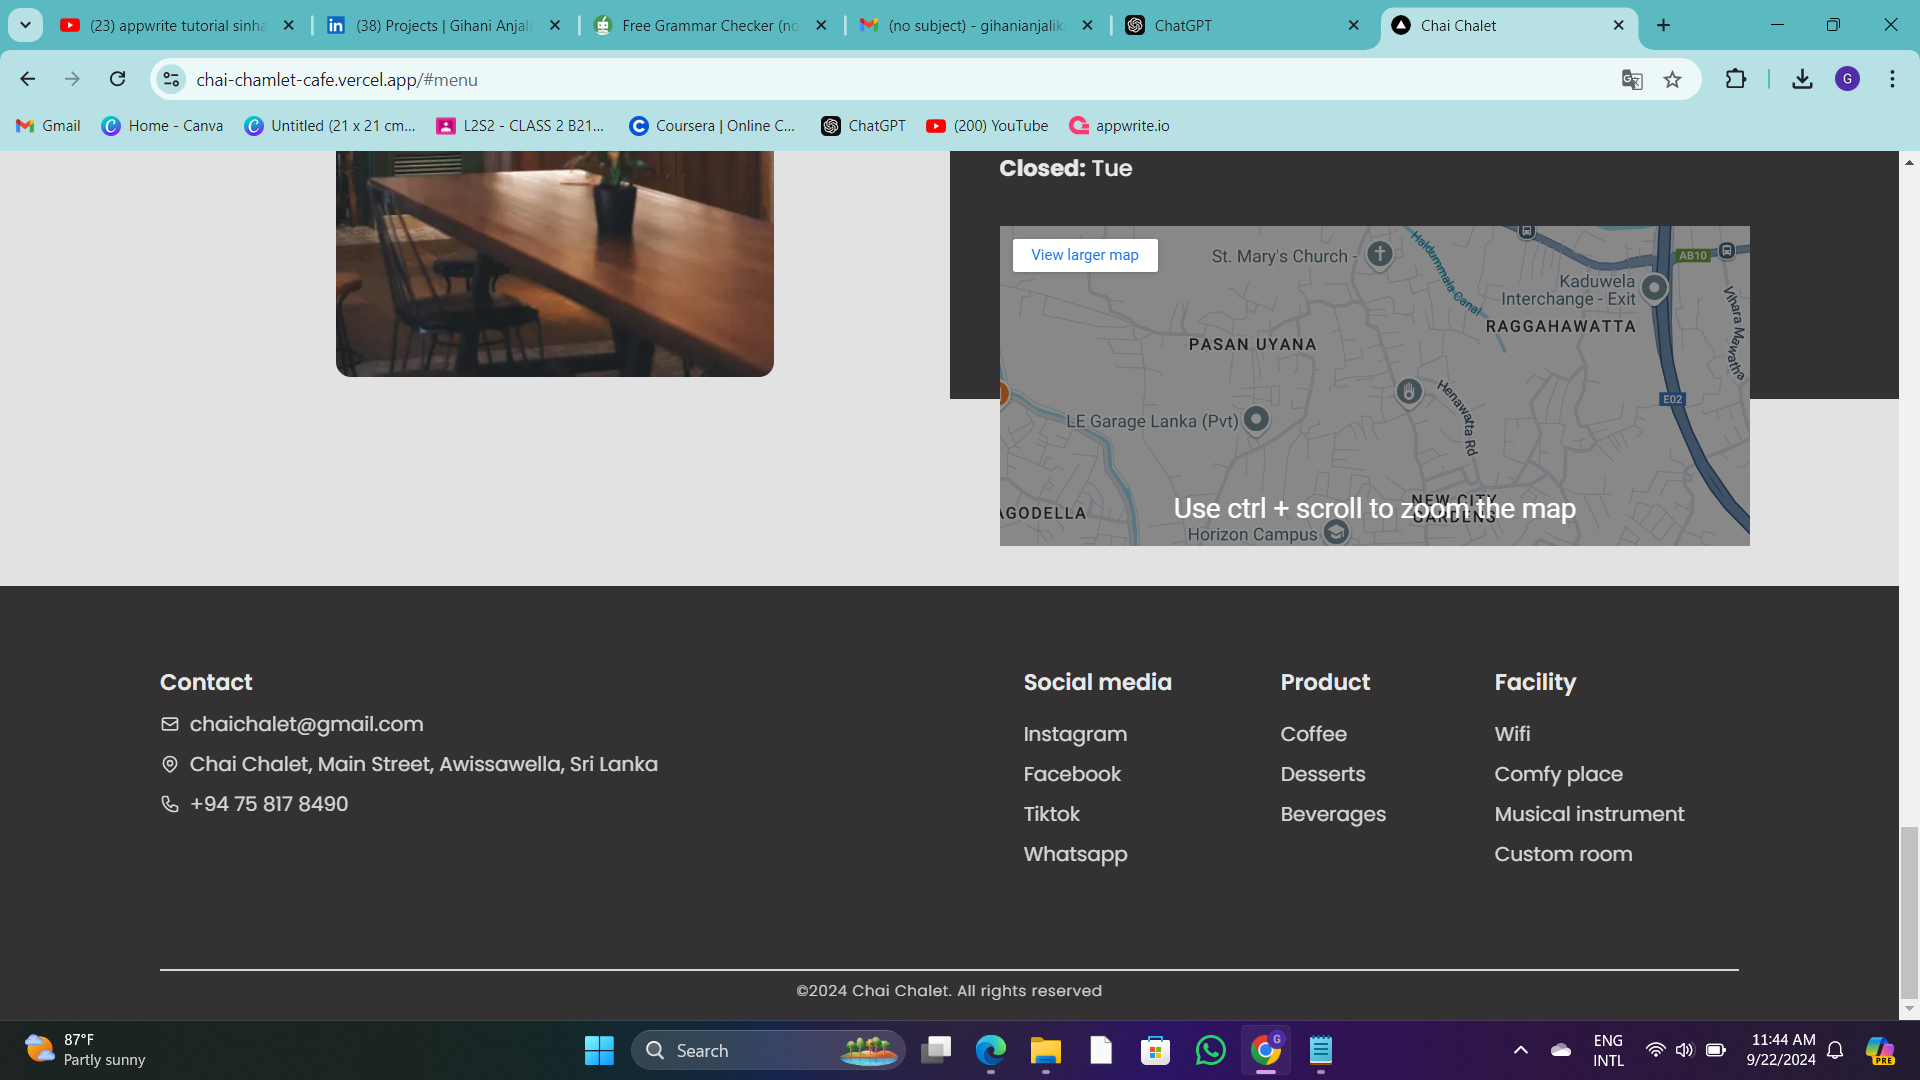 (23) appwrite tutorial sinha
(38) Projects | Gihani Anjali
Free Grammar Checker (no
(no subject) - gihanianjalik
ChatGPT
Chai Chalet
chai-chamlet-cafe.vercel.app/#menu
G
Gmail
Home - Canva
Untitled (21 x 21 cm...
L2S2 - CLASS 2 B21...
Coursera | Online C...
ChatGPT
(200) YouTube
appwrite.io
Closed: Tue
View larger map
St. Mary's Church -
Haldummala Canal
AB10
Kaduwela
Interchange - Exit
RAGGAHAWATTA
Vihara Mawatha
PASAN UYANA
Henawatta Rd
E02
LE Garage Lanka (Pvt)
NEW CITY
GARDENS
AGODELLA
Use ctrl + scroll to zoom the map
Horizon Campus
Contact
chaichalet@gmail.com
Chai Chalet, Main Street, Awissawella, Sri Lanka
+94 75 817 8490
Social media
Instagram
Facebook
Tiktok
Whatsapp
Product
Coffee
Desserts
Beverages
Facility
Wifi
Comfy place
Musical instrument
Custom room
©2024 Chai Chalet. All rights reserved
87°F
Partly sunny
Search
G
ENG
INTL
11:44 AM
9/22/2024
PRE